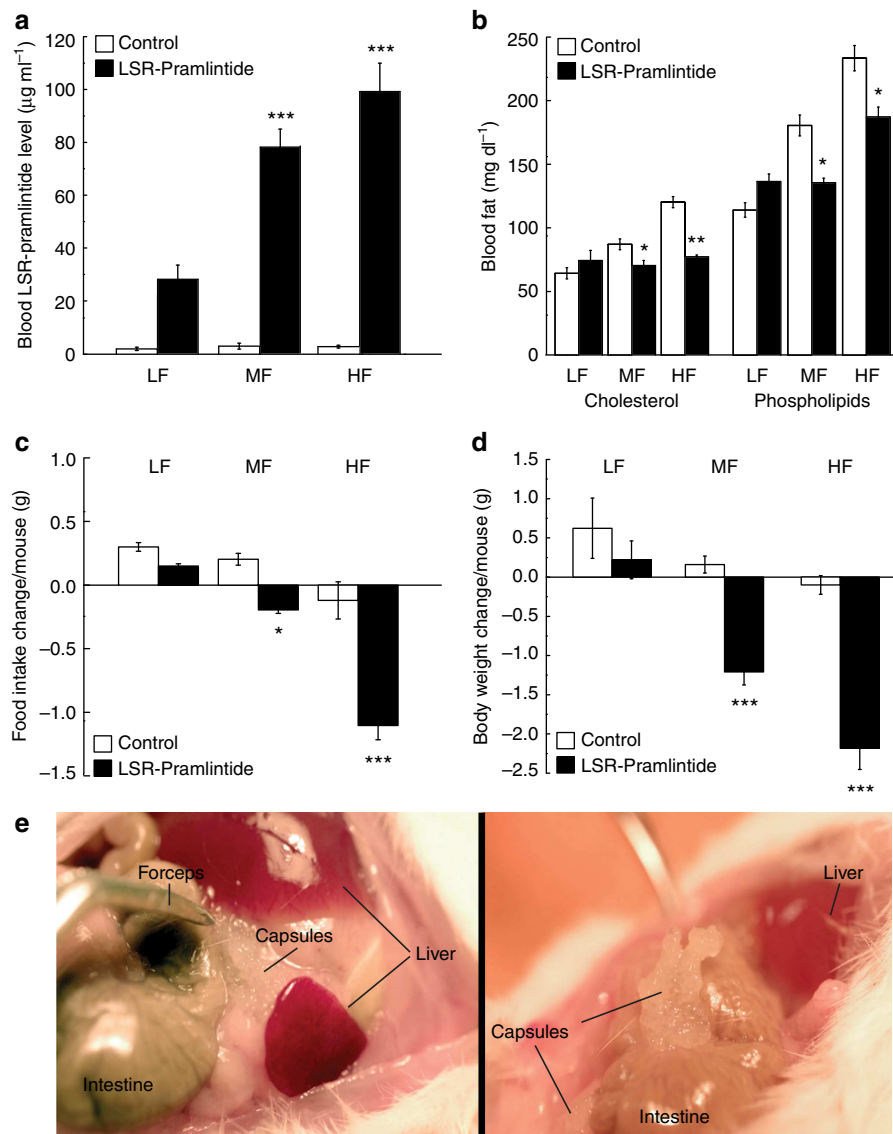 a
Control
LSR-Pramlintide
Blood LSR-pramlintide level (μg ml−1)
120
100
80
60
40
20
0
***
***
LF MF HF
b
Control
LSR-Pramlintide
Blood fat (mg dl−1)
250
200
150
100
50
0
*
**
*
*
LF MF HF LF MF HF
Cholesterol Phospholipids
c
LF MF HF
Food intake change/mouse (g)
1.0
0.5
0.0
−0.5
−1.0
−1.5
*
***
Control
LSR-Pramlintide
d
LF MF HF
Body weight change/mouse (g)
1.5
1.0
0.5
0.0
−0.5
−1.0
−1.5
−2.0
−2.5
***
***
Control
LSR-Pramlintide
e
Forceps
Capsules
Liver
Intestine
Liver
Capsules
Intestine